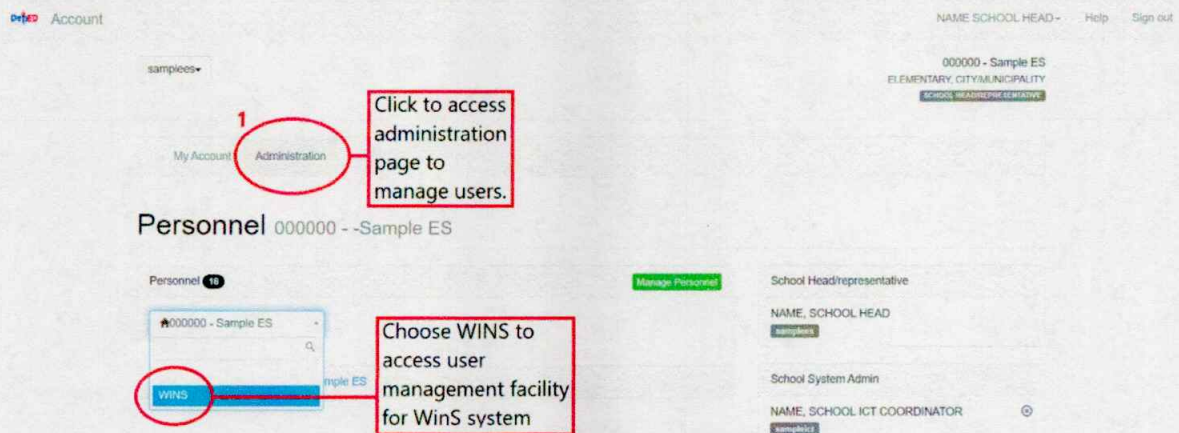 DepED Account
NAME SCHOOL HEAD Help Sign out
samplees
000000 - Sample ES
ELEMENTARY, CITY/MUNICIPALITY
SCHOOL HEAD/REPRESENTATIVE
1
My Account Administration
Click to access
administration
page to
manage users.
Personnel 000000 - -Sample ES
Personnel 16
Manage Personnel
School Head/representative
000000 - Sample ES
NAME, SCHOOL HEAD
samplees
mple ES
WINS
Choose WINS to
access user
management facility
for WinS system
School System Admin
NAME, SCHOOL ICT COORDINATOR
sampleict